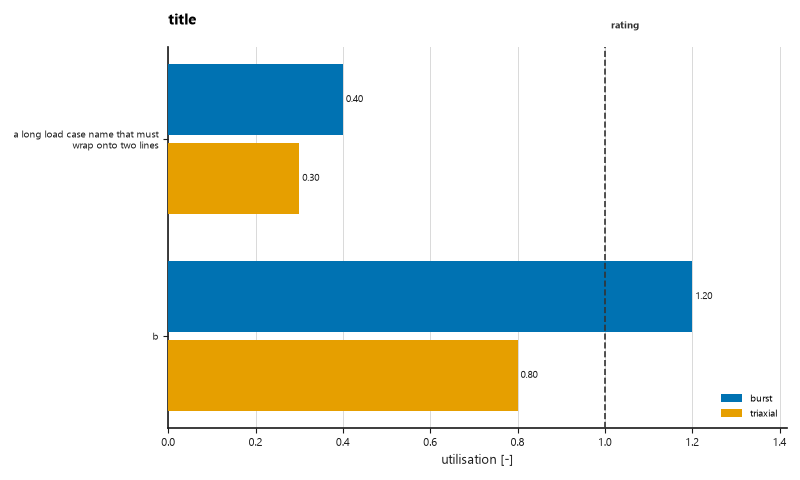 title
rating
a long load case name that must
wrap onto two lines
0.40
0.30
b
1.20
0.80
burst
triaxial
0.0 0.2 0.4 0.6 0.8 1.0 1.2 1.4
utilisation [-]